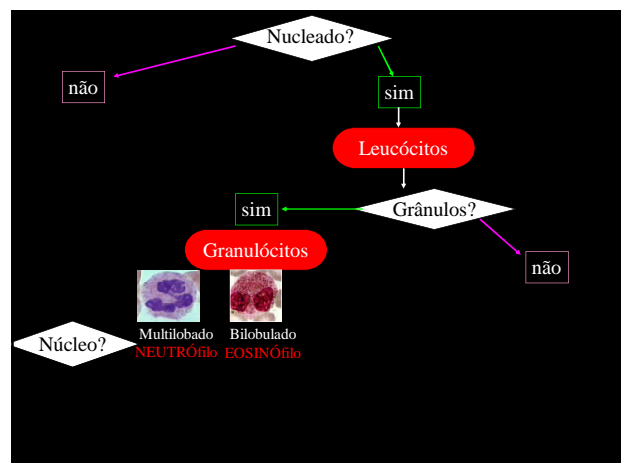 Nucleado?
não
sim
Leucócitos
sim
Grânulos?
Granulócitos
não
Multilobado
Bilobulado
Núcleo?
NEUTRÓfilo
EOSINÓfilo